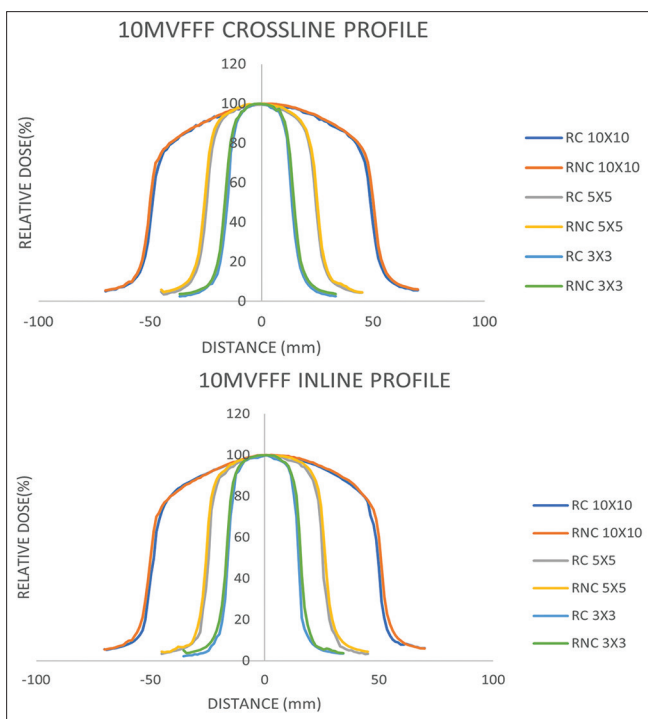 10MVFFF CROSSLINE PROFILE
RELATIVE DOSE(%)
120
100
80
60
40
20
0
-100 -50 0 50 100
DISTANCE (mm)
RC 10X10
RNC 10X10
RC 5X5
RNC 5X5
RC 3X3
RNC 3X3
10MVFFF INLINE PROFILE
RELATIVE DOSE(%)
120
100
80
60
40
20
0
-100 -50 0 50 100
DISTANCE (mm)
RC 10X10
RNC 10X10
RC 5X5
RNC 5X5
RC 3X3
RNC 3X3